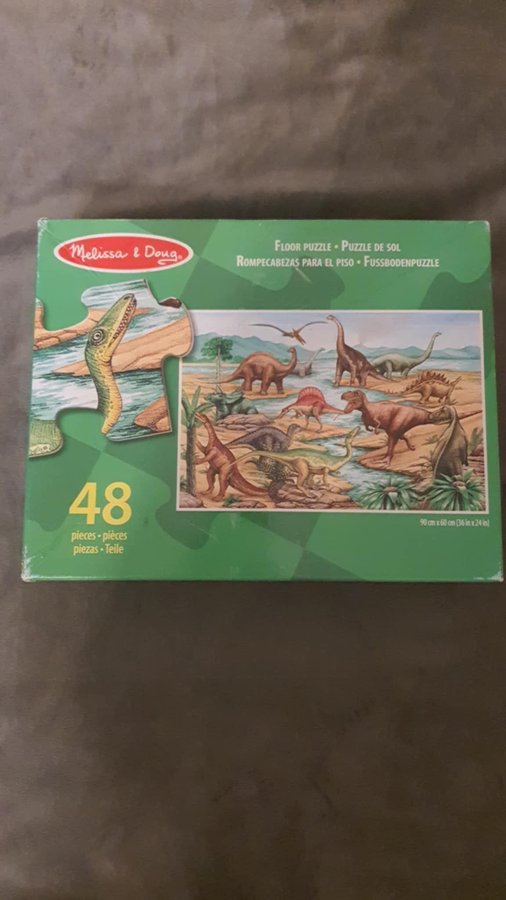 Melissa & Doug
FLOOR PUZZLE • PUZZLE DE SOL
ROMPECABEZAS PARA EL PISO • FUSSBODENPUZZLE
48
pieces • pièces
piezas • Teile
90 cm x 60 cm (36 in x 24 in)